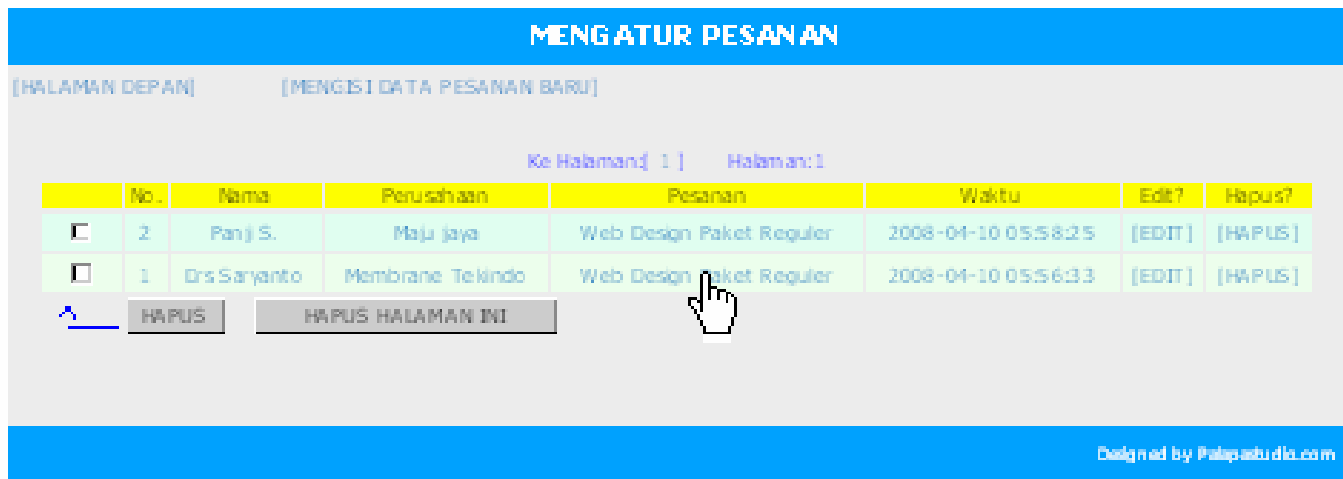 MENGATUR PESANAN
[HALAMAN DEPAN] [MENGISI DATA PESANAN BARU]
Ke Halaman:[ 1 ] Halaman:1
No. Nama Perusahaan Pesanan Waktu Edit? Hapus?
2 Panji S. Maju jaya Web Design Paket Reguler 2008-04-10 05:58:25 [EDIT] [HAPUS]
1 Drs Saryanto Membrane Tekindo Web Design Paket Reguler 2008-04-10 05:56:33 [EDIT] [HAPUS]
HAPUS HAPUS HALAMAN INI
Designed by Palapastudio.com